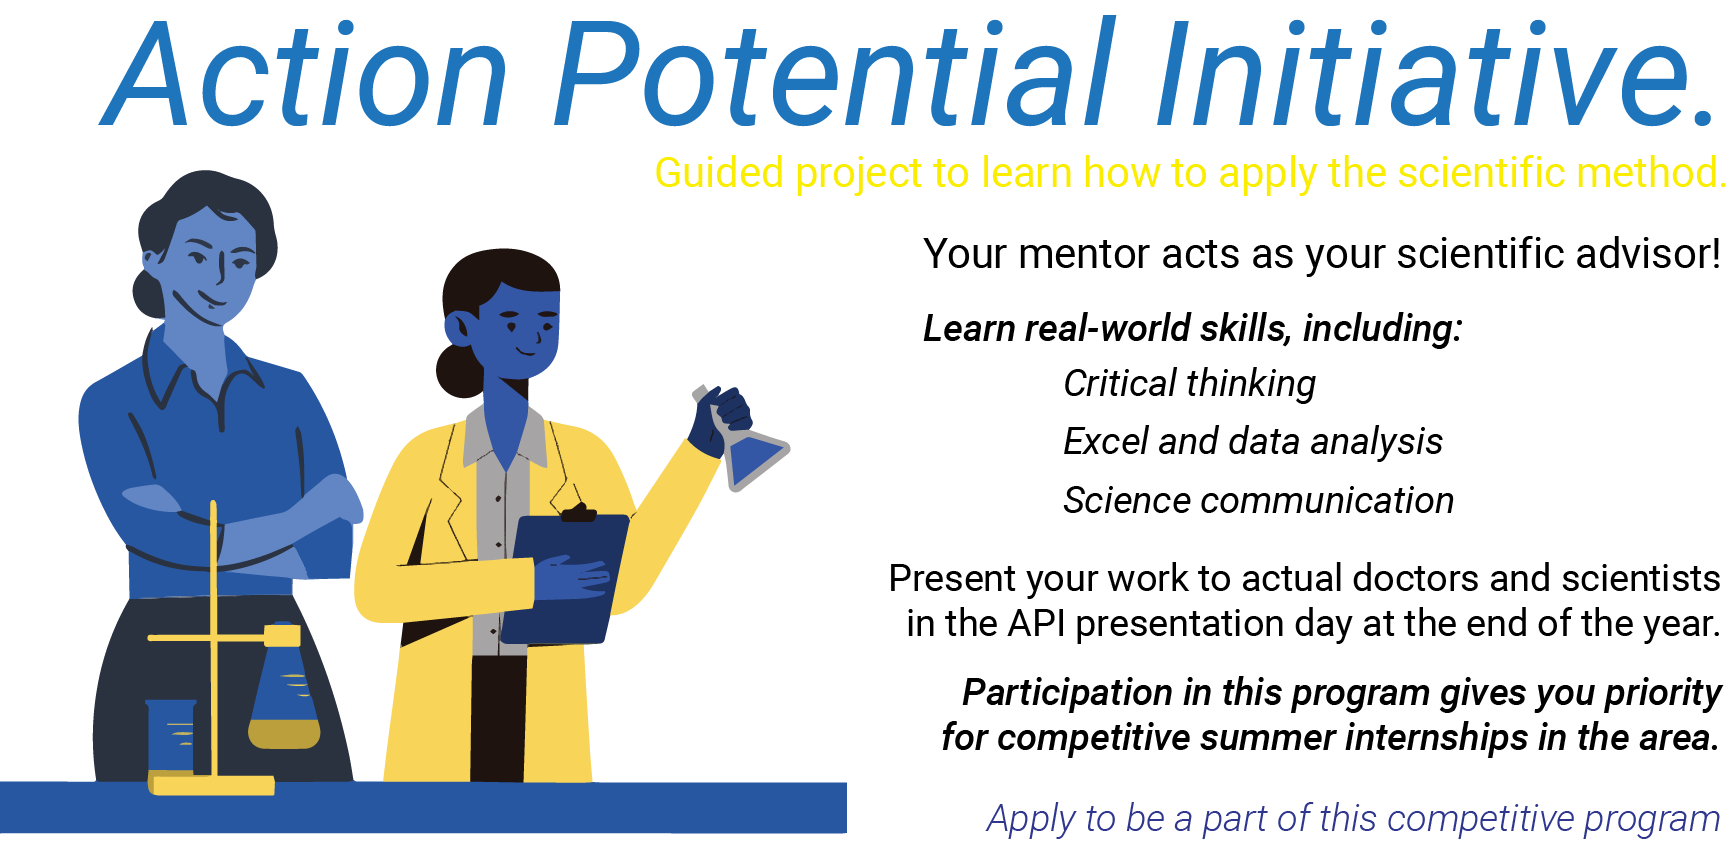 Action Potential Initiative.
Guided project to learn how to apply the scientific method.
Your mentor acts as your scientific advisor!
Learn real-world skills, including:
Critical thinking
Excel and data analysis
Science communication
Present your work to actual doctors and scientists
in the API presentation day at the end of the year.
Participation in this program gives you priority
for competitive summer internships in the area.
Apply to be a part of this competitive program